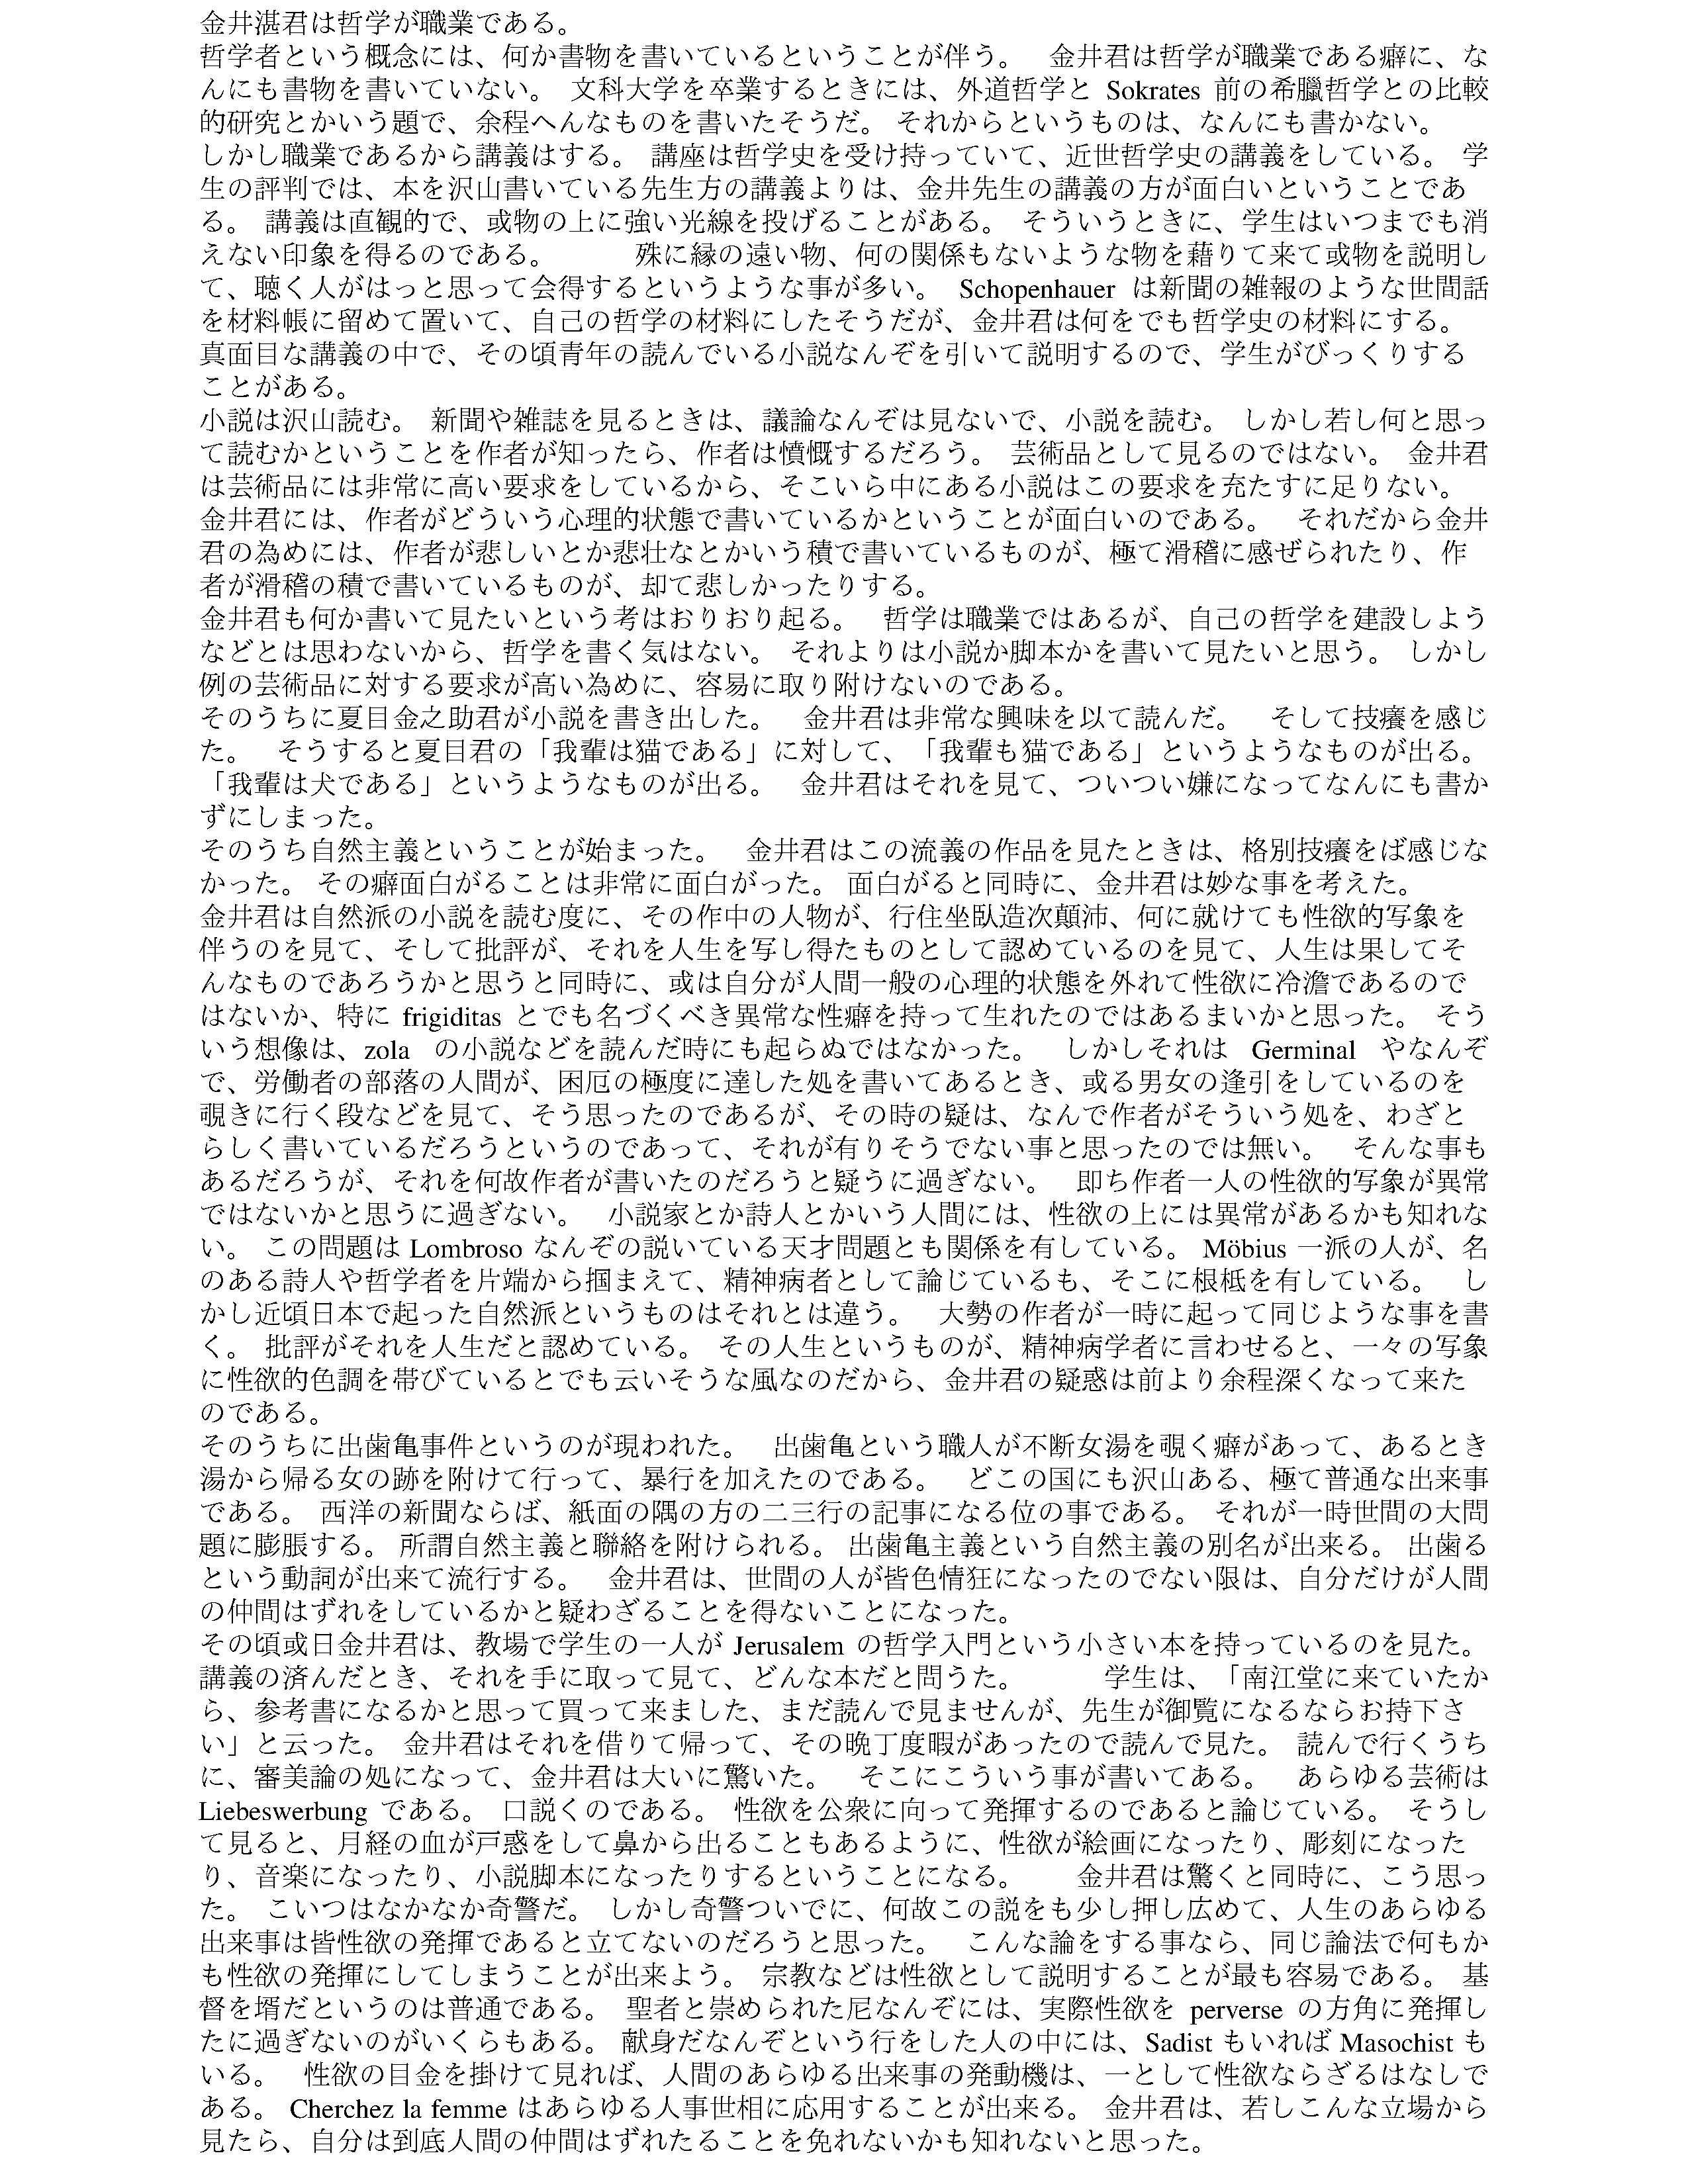 金井湛君は哲学が職業である。
哲学者という概念には、何か書物を書いているということが伴う。　金井君は哲学が職業である癖に、な
んにも書物を書いていない。 文科大学を卒業するときには、外道哲学と Sokrates 前の希臘哲学との比較
的研究とかいう題で、余程へんなものを書いたそうだ。 それからというものは、なんにも書かない。
しかし職業であるから講義はする。 講座は哲学史を受け持っていて、近世哲学史の講義をしている。 学
生の評判では、本を沢山書いている先生方の講義よりは、金井先生の講義の方が面白いということであ
る。 講義は直観的で、或物の上に強い光線を投げることがある。 そういうときに、学生はいつまでも消
えない印象を得るのである。　　　殊に縁の遠い物、何の関係もないような物を藉りて来て或物を説明し
て、聴く人がはっと思って会得するというような事が多い。 Schopenhauer は新聞の雑報のような世間話
を材料帳に留めて置いて、自己の哲学の材料にしたそうだが、金井君は何をでも哲学史の材料にする。
真面目な講義の中で、その頃青年の読んでいる小説なんぞを引いて説明するので、学生がびっくりする
ことがある。
小説は沢山読む。 新聞や雑誌を見るときは、議論なんぞは見ないで、小説を読む。 しかし若し何と思っ
て読むかということを作者が知ったら、作者は憤慨するだろう。 芸術品として見るのではない。 金井君
は芸術品には非常に高い要求をしているから、そこいら中にある小説はこの要求を充たすに足りない。
金井君には、作者がどういう心理的状態で書いているかということが面白いのである。　それだから金井
君の為めには、作者が悲しいとか悲壮なとかいう積で書いているものが、極て滑稽に感ぜられたり、作
者が滑稽の積で書いているものが、却て悲しかったりする。
金井君も何か書いて見たいという考はおりおり起る。　哲学は職業ではあるが、自己の哲学を建設しよう
などとは思わないから、哲学を書く気はない。 それよりは小説か脚本かを書いて見たいと思う。 しかし
例の芸術品に対する要求が高い為めに、容易に取り附けないのである。
そのうちに夏目金之助君が小説を書き出した。　金井君は非常な興味を以て読んだ。　そして技癢を感じ
た。　そうすると夏目君の「我輩は猫である」に対して、「我輩も猫である」というようなものが出る。
「我輩は犬である」というようなものが出る。　金井君はそれを見て、ついつい嫌になってなんにも書か
ずにしまった。
そのうち自然主義ということが始まった。　金井君はこの流義の作品を見たときは、格別技癢をば感じな
かった。 その癖面白がることは非常に面白がった。 面白がると同時に、金井君は妙な事を考えた。
金井君は自然派の小説を読む度に、その作中の人物が、行住坐臥造次顛沛、何に就けても性欲的写象を
伴うのを見て、そして批評が、それを人生を写し得たものとして認めているのを見て、人生は果してそ
んなものであろうかと思うと同時に、或は自分が人間一般の心理的状態を外れて性欲に冷澹であるので
はないか、特に frigiditas とでも名づくべき異常な性癖を持って生れたのではあるまいかと思った。 そう
いう想像は、zola の小説などを読んだ時にも起らぬではなかった。　しかしそれは Germinal やなんぞ
で、労働者の部落の人間が、困厄の極度に達した処を書いてあるとき、或る男女の逢引をしているのを
覗きに行く段などを見て、そう思ったのであるが、その時の疑は、なんで作者がそういう処を、わざと
らしく書いているだろうというのであって、それが有りそうでない事と思ったのでは無い。　そんな事も
あるだろうが、それを何故作者が書いたのだろうと疑うに過ぎない。　即ち作者一人の性欲的写象が異常
ではないかと思うに過ぎない。　小説家とか詩人とかいう人間には、性欲の上には異常があるかも知れな
い。 この問題は Lombroso なんぞの説いている天才問題とも関係を有している。 Möbius 一派の人が、名
のある詩人や哲学者を片端から掴まえて、精神病者として論じているも、そこに根柢を有している。　し
かし近頃日本で起った自然派というものはそれとは違う。　大勢の作者が一時に起って同じような事を書
く。 批評がそれを人生だと認めている。 その人生というものが、精神病学者に言わせると、一々の写象
に性欲的色調を帯びているとでも云いそうな風なのだから、金井君の疑惑は前より余程深くなって来た
のである。
そのうちに出歯亀事件というのが現われた。　出歯亀という職人が不断女湯を覗く癖があって、あるとき
湯から帰る女の跡を附けて行って、暴行を加えたのである。　どこの国にも沢山ある、極て普通な出来事
である。 西洋の新聞ならば、紙面の隅の方の二三行の記事になる位の事である。 それが一時世間の大問
題に膨脹する。 所謂自然主義と聯絡を附けられる。 出歯亀主義という自然主義の別名が出来る。 出歯る
という動詞が出来て流行する。　金井君は、世間の人が皆色情狂になったのでない限は、自分だけが人間
の仲間はずれをしているかと疑わざることを得ないことになった。
その頃或日金井君は、教場で学生の一人が Jerusalem の哲学入門という小さい本を持っているのを見た。
講義の済んだとき、それを手に取って見て、どんな本だと問うた。　　　学生は、「南江堂に来ていたか
ら、参考書になるかと思って買って来ました、まだ読んで見ませんが、先生が御覧になるならお持下さ
い」と云った。 金井君はそれを借りて帰って、その晩丁度暇があったので読んで見た。 読んで行くうち
に、審美論の処になって、金井君は大いに驚いた。　そこにこういう事が書いてある。　あらゆる芸術は
Liebeswerbung である。 口説くのである。 性欲を公衆に向って発揮するのであると論じている。 そうし
て見ると、月経の血が戸惑をして鼻から出ることもあるように、性欲が絵画になったり、彫刻になった
り、音楽になったり、小説脚本になったりするということになる。　　金井君は驚くと同時に、こう思っ
た。 こいつはなかなか奇警だ。 しかし奇警ついでに、何故この説をも少し押し広めて、人生のあらゆる
出来事は皆性欲の発揮であると立てないのだろうと思った。　こんな論をする事なら、同じ論法で何もか
も性欲の発揮にしてしまうことが出来よう。 宗教などは性欲として説明することが最も容易である。 基
督を壻だというのは普通である。 聖者と崇められた尼なんぞには、実際性欲を perverse の方角に発揮し
たに過ぎないのがいくらもある。 献身だなんぞという行をした人の中には、Sadist もいれば Masochist も
いる。　性欲の目金を掛けて見れば、人間のあらゆる出来事の発動機は、一として性欲ならざるはなしで
ある。 Cherchez la femme はあらゆる人事世相に応用することが出来る。 金井君は、若しこんな立場から
見たら、自分は到底人間の仲間はずれたることを免れないかも知れないと思った。